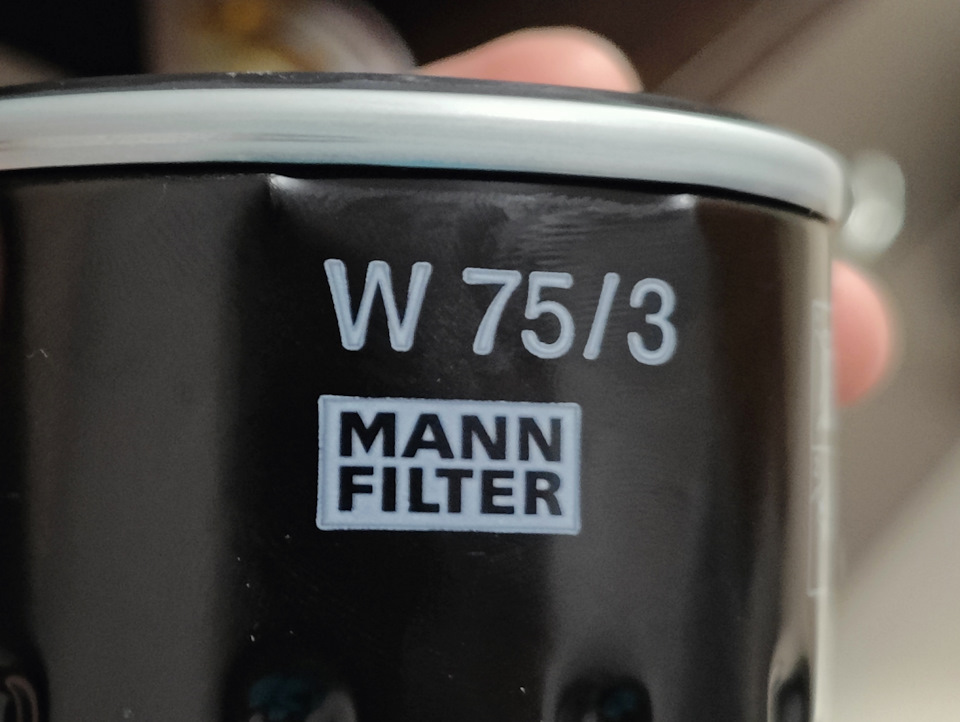 W 75/3
MANN
FILTER